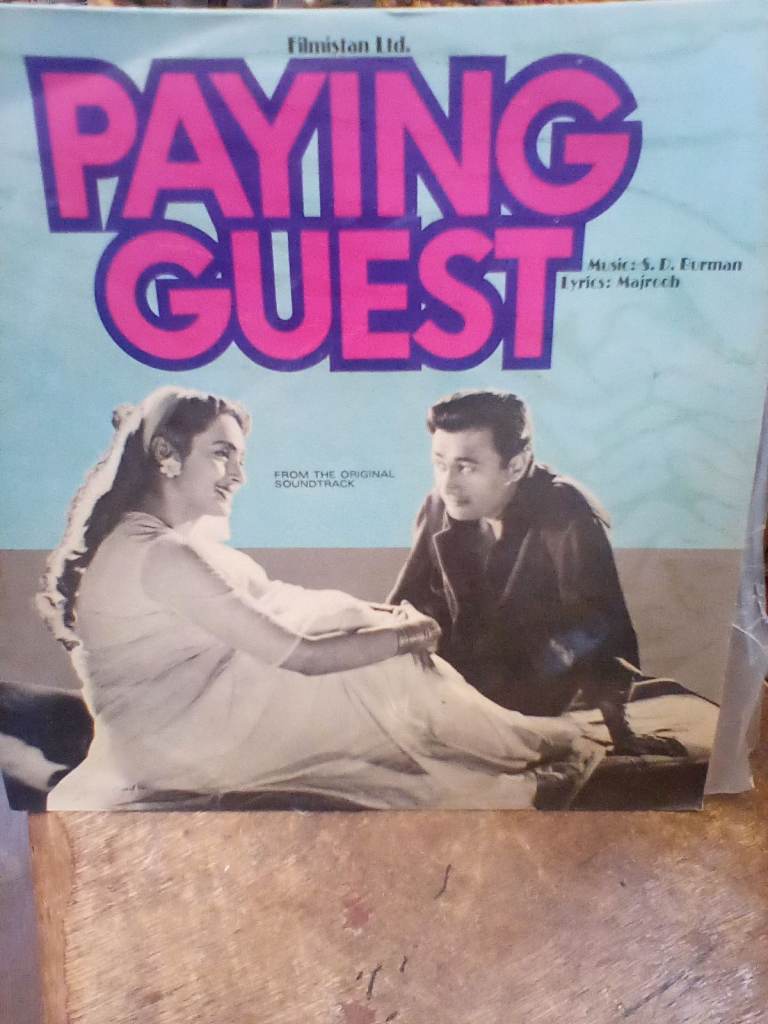 Filmistan Ltd.
PAYING
GUEST
Music: S. D. Burman
Lyrics: Majrooh
FROM THE ORIGINAL
SOUNDTRACK